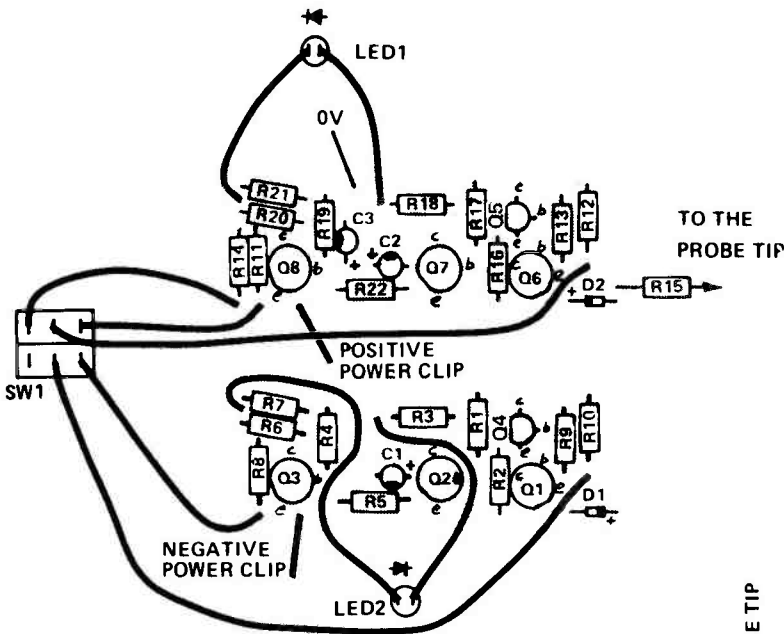 LED1
0V
R21
R20
R19
C3
R18
R17
Q5
c
b
e
R13
R12
TO THE
PROBE TIP
R14
R11
e
Q8
b
c
+
C2
+
R22
c
Q7
b
e
R16
c
b
Q6
e
+
D2
R15
SW1
POSITIVE
POWER CLIP
R7
R6
R4
R3
R1
Q4
c
b
e
R9
R10
R8
c
Q3
b
e
C1
+
R5
c
Q2
e
R2
c
b
Q1
e
D1
+
NEGATIVE
POWER CLIP
LED2
E TIP